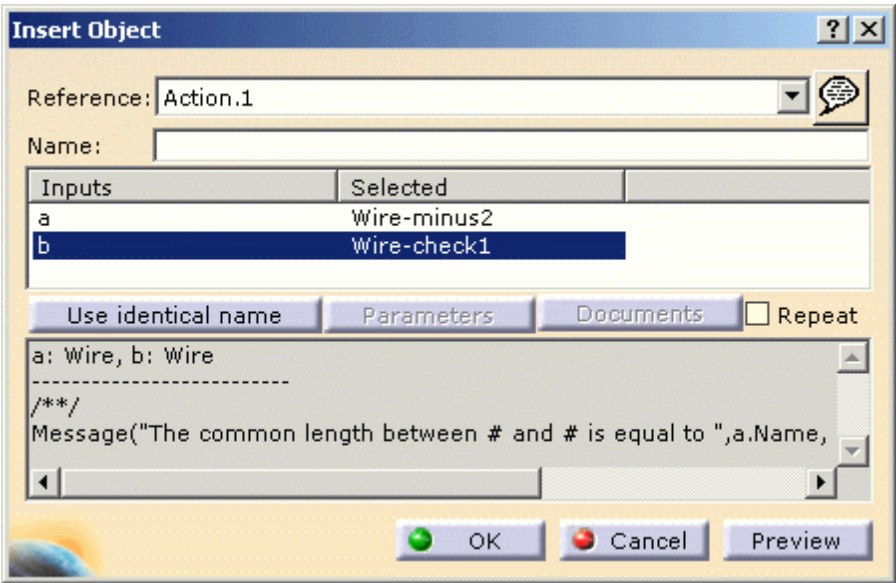 Insert Object
Reference: Action.1
Name:
Inputs Selected
a Wire-minus2
b Wire-check1
Use identical name Parameters Documents Repeat
a: Wire, b: Wire
--------------------------
/**/
Message("The common length between # and # is equal to ",a.Name,
OK Cancel Preview